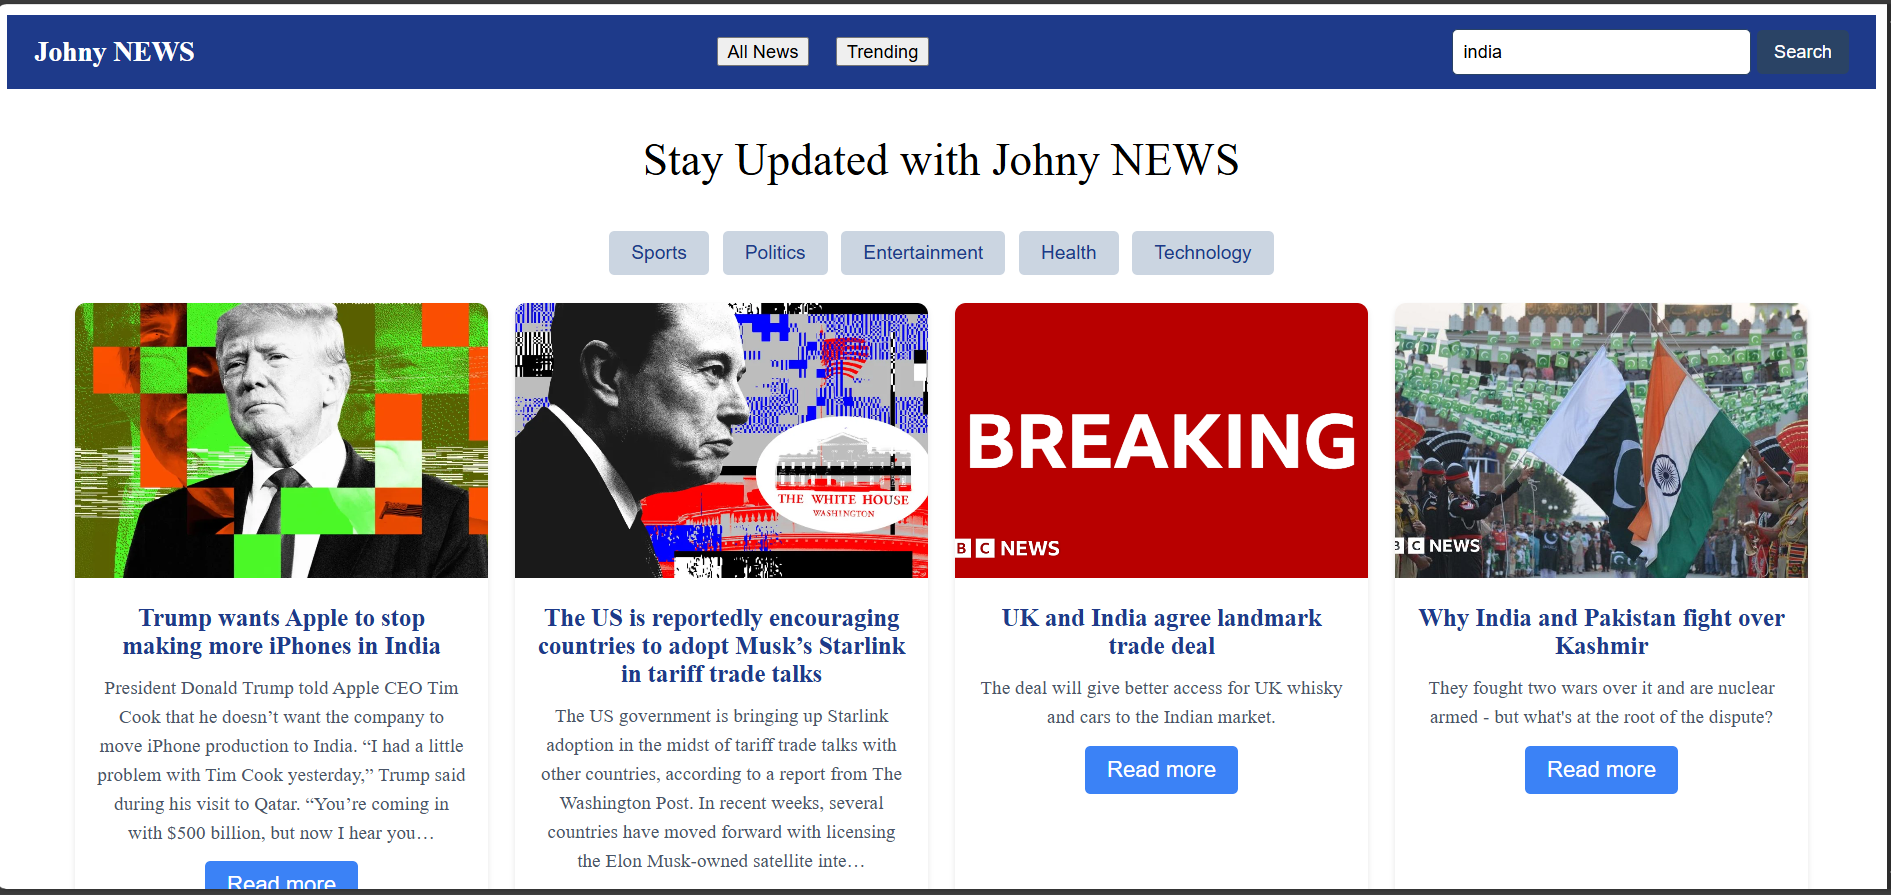 Johny NEWS
All News
Trending
india
Search
Stay Updated with Johny NEWS
Sports
Politics
Entertainment
Health
Technology
Trump wants Apple to stop
making more iPhones in India
President Donald Trump told Apple CEO Tim
Cook that he doesn’t want the company to
move iPhone production to India. “I had a little
problem with Tim Cook yesterday,” Trump said
during his visit to Qatar. “You’re coming in
with $500 billion, but now I hear you…
Read more
THE WHITE HOUSE
WASHINGTON
The US is reportedly encouraging
countries to adopt Musk’s Starlink
in tariff trade talks
The US government is bringing up Starlink
adoption in the midst of tariff trade talks with
other countries, according to a report from The
Washington Post. In recent weeks, several
countries have moved forward with licensing
the Elon Musk-owned satellite inte…
BREAKING
B C NEWS
UK and India agree landmark
trade deal
The deal will give better access for UK whisky
and cars to the Indian market.
Read more
B C NEWS
Why India and Pakistan fight over
Kashmir
They fought two wars over it and are nuclear
armed - but what's at the root of the dispute?
Read more